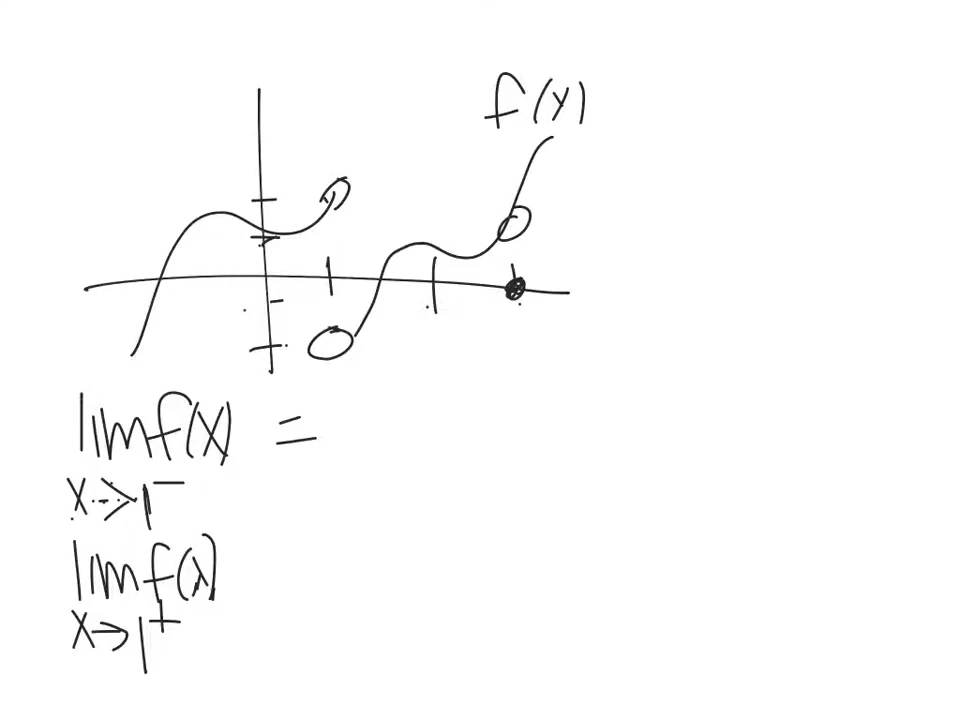 f(x)
lim f(x) =
x→1⁻
lim f(x)
x→1⁺